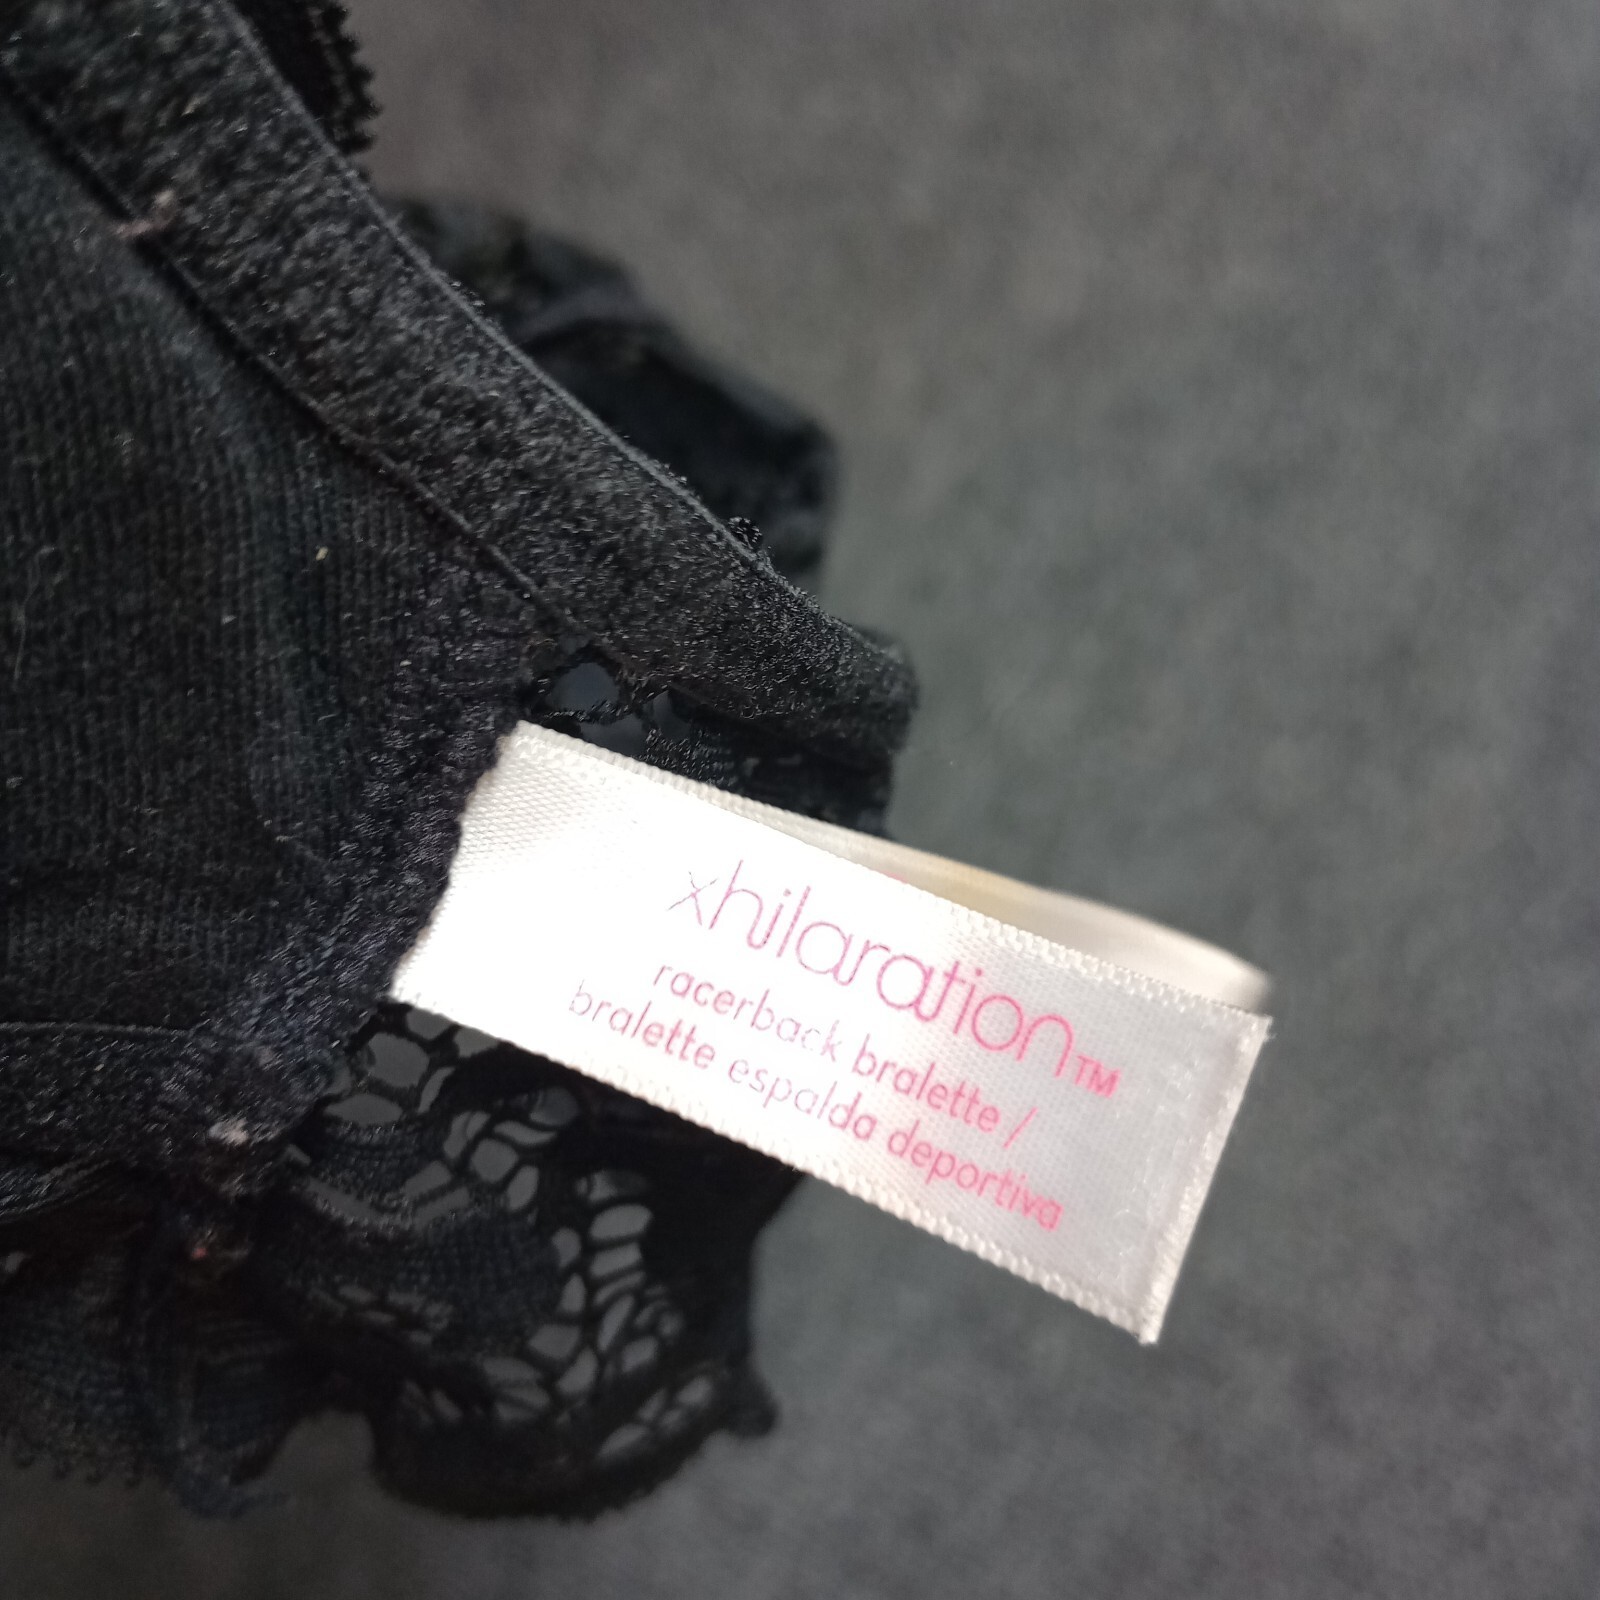 xhilaration™
racerback bralette /
bralette espalda deportiva